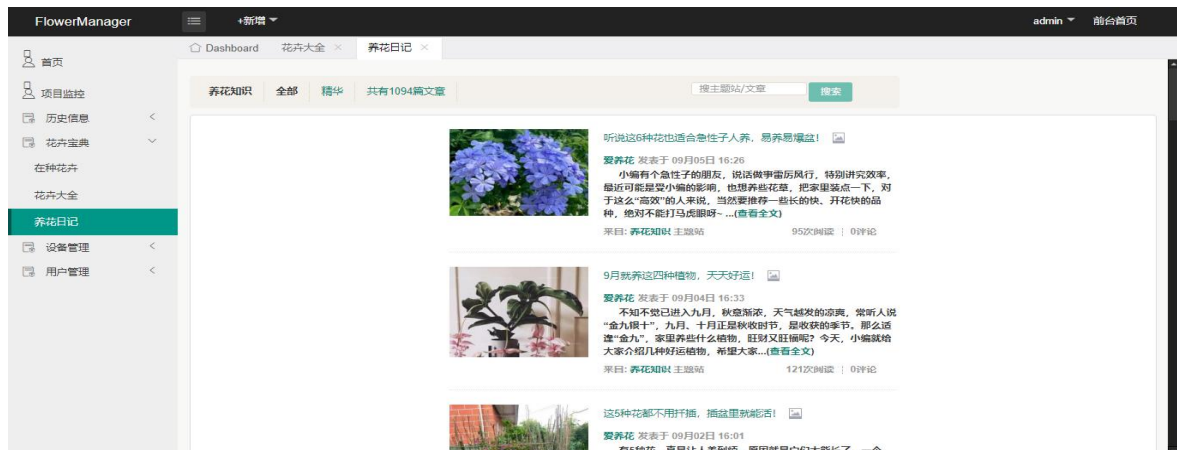 FlowerManager
+新增
admin
前台首页
首页
项目监控
历史信息
花卉宝典
在种花卉
花卉大全
养花日记
设备管理
用户管理
Dashboard
花卉大全
养花日记
养花知识 全部 精华 共有1094篇文章
搜主题站/文章
搜索
听说这6种花也适合急性子人养，易养易爆盆！
爱养花 发表于 09月05日 16:26
小编有个急性子的朋友，说话做事雷厉风行，特别讲究效率，
最近可能是受小编的影响，也想养些花草，把家里装点一下，对
于这么“高效”的人来说，当然要推荐一些长的快、开花快的品
种，绝对不能打马虎眼呀~ ...(查看全文)
来自: 养花知识 主题站 95次阅读 | 0评论
9月就养这四种植物，天天好运！
爱养花 发表于 09月04日 16:33
不知不觉已进入九月，秋意渐浓，天气越发的凉爽，常听人说
“金九银十”，九月、十月正是秋收时节，是收获的季节。那么适
逢“金九”，家里养些什么植物，旺财又旺福呢？今天，小编就给
大家介绍几种好运植物，希望大家...(查看全文)
来自: 养花知识 主题站 121次阅读 | 0评论
这5种花都不用扦插，插盆里就能活！
爱养花 发表于 09月02日 16:01